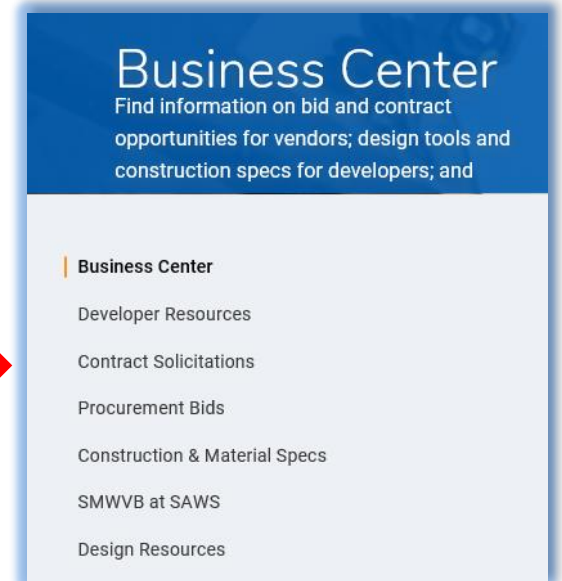 Business Center
Find information on bid and contract
opportunities for vendors; design tools and
construction specs for developers; and
Business Center
Developer Resources
Contract Solicitations
Procurement Bids
Construction & Material Specs
SMWVB at SAWS
Design Resources